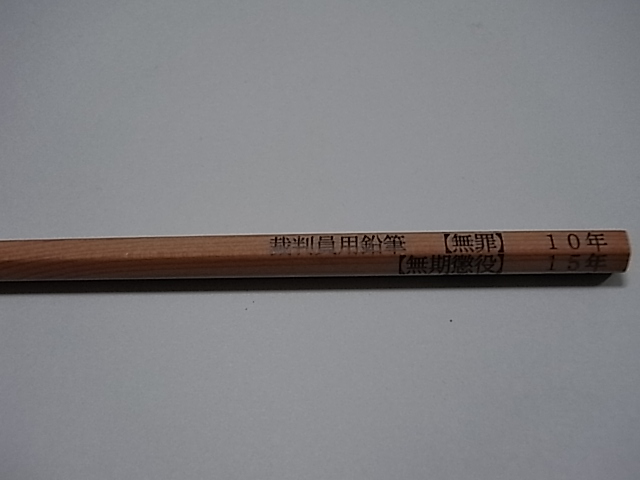 裁判員用鉛筆 【無罪】 １０年
【無期懲役】 １５年